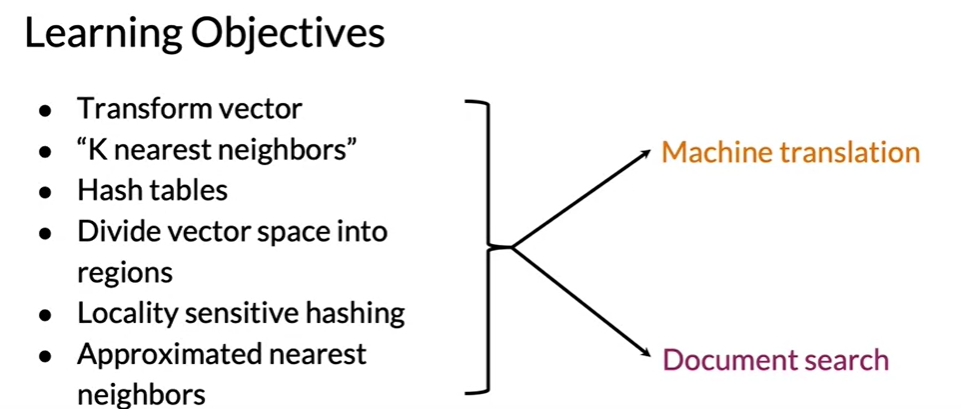 Learning Objectives
● Transform vector
● “K nearest neighbors”
● Hash tables
● Divide vector space into
regions
● Locality sensitive hashing
● Approximated nearest
neighbors
Machine translation
Document search